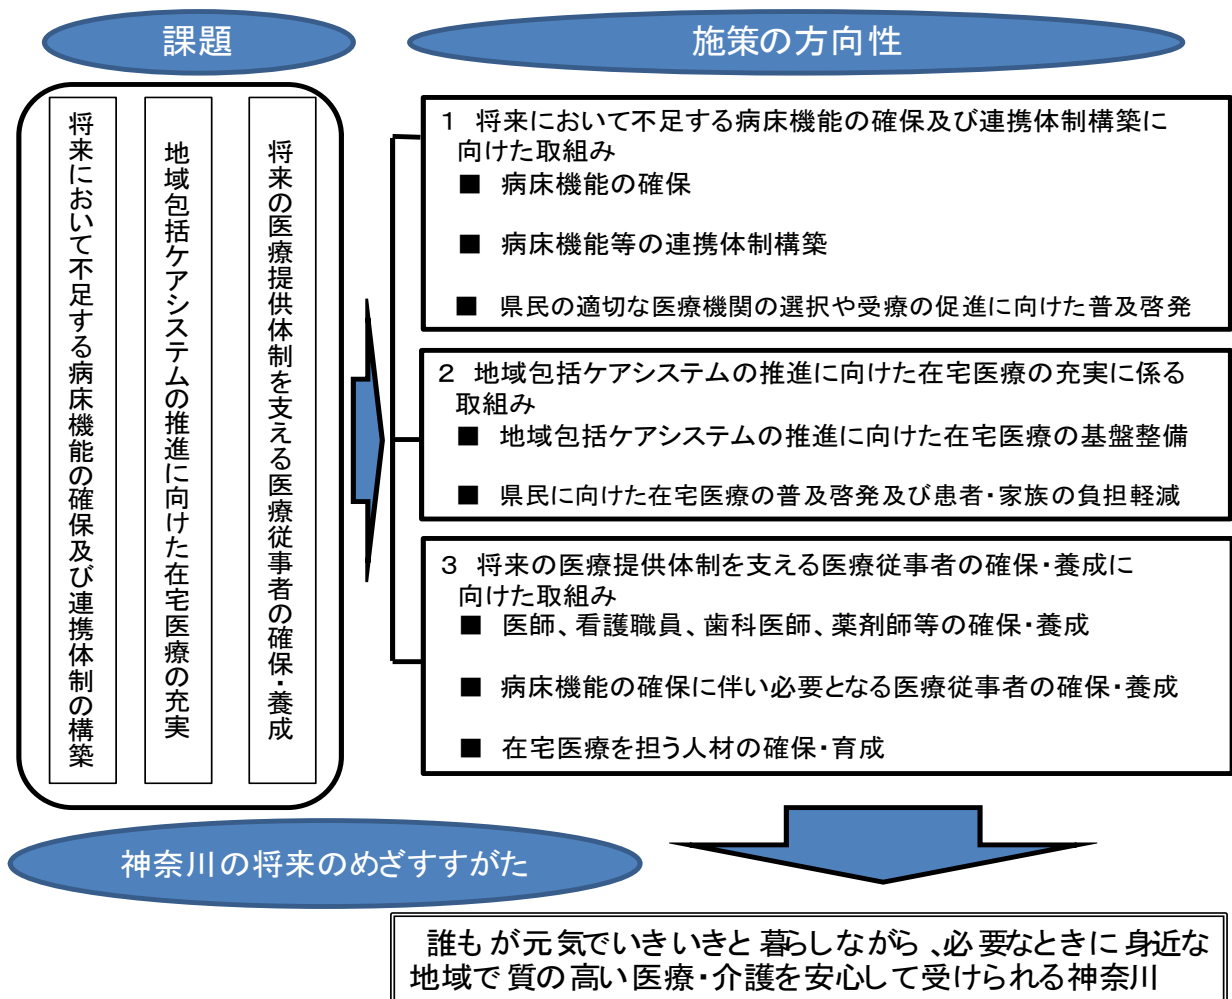 課題
施策の方向性
将来において不足する病床機能の確保及び連携体制の構築
地域包括ケアシステムの推進に向けた在宅医療の充実
将来の医療提供体制を支える医療従事者の確保・養成
1 将来において不足する病床機能の確保及び連携体制構築に
向けた取組み
■ 病床機能の確保
■ 病床機能等の連携体制構築
■ 県民の適切な医療機関の選択や受療の促進に向けた普及啓発
2 地域包括ケアシステムの推進に向けた在宅医療の充実に係る
取組み
■ 地域包括ケアシステムの推進に向けた在宅医療の基盤整備
■ 県民に向けた在宅医療の普及啓発及び患者・家族の負担軽減
3 将来の医療提供体制を支える医療従事者の確保・養成に
向けた取組み
■ 医師、看護職員、歯科医師、薬剤師等の確保・養成
■ 病床機能の確保に伴い必要となる医療従事者の確保・養成
■ 在宅医療を担う人材の確保・育成
神奈川の将来のめざすすがた
誰もが元気でいきいきと暮らしながら、必要なときに身近な
地域で質の高い医療・介護を安心して受けられる神奈川